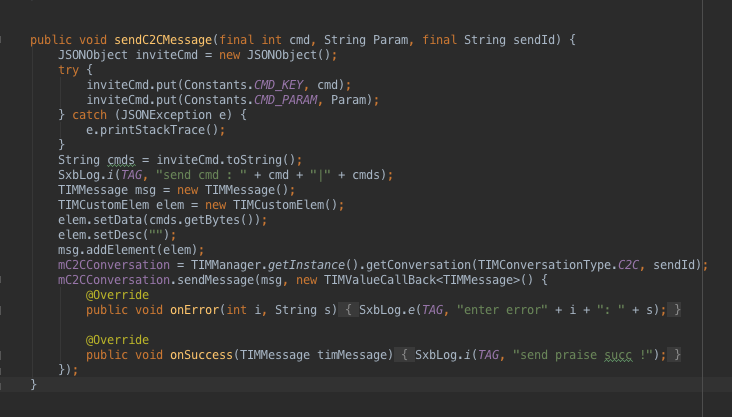 public void sendC2CMessage(final int cmd, String Param, final String sendId) {
    JSONObject inviteCmd = new JSONObject();
    try {
        inviteCmd.put(Constants.CMD_KEY, cmd);
        inviteCmd.put(Constants.CMD_PARAM, Param);
    } catch (JSONException e) {
        e.printStackTrace();
    }
    String cmds = inviteCmd.toString();
    SxbLog.i(TAG, "send cmd : " + cmd + "|" + cmds);
    TIMMessage msg = new TIMMessage();
    TIMCustomElem elem = new TIMCustomElem();
    elem.setData(cmds.getBytes());
    elem.setDesc("");
    msg.addElement(elem);
    mC2CConversation = TIMManager.getInstance().getConversation(TIMConversationType.C2C, sendId);
    mC2CConversation.sendMessage(msg, new TIMValueCallBack<TIMMessage>() {
        @Override
        public void onError(int i, String s) { SxbLog.e(TAG, "enter error" + i + ": " + s); }
        @Override
        public void onSuccess(TIMMessage timMessage) { SxbLog.i(TAG, "send praise succ !"); }
    });
}